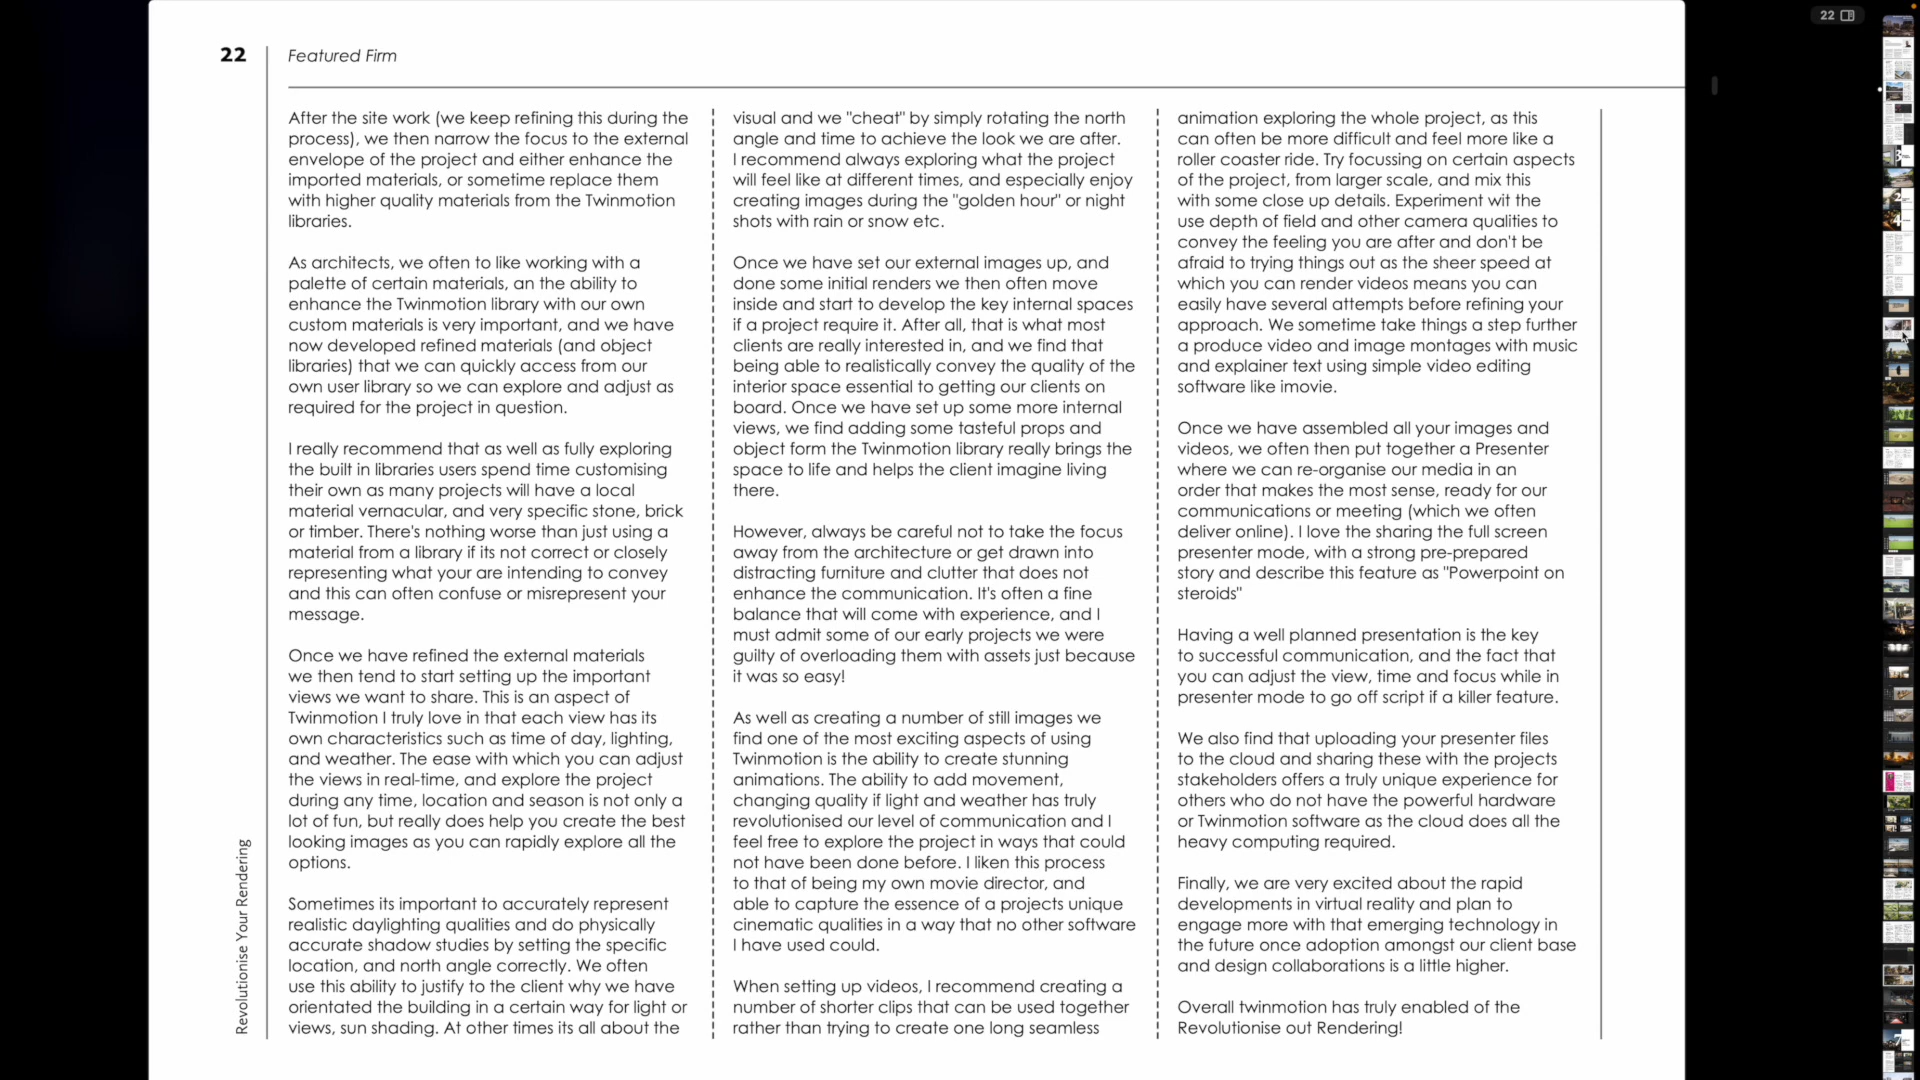 22
22
Featured Firm
After the site work (we keep refining this during the
process), we then narrow the focus to the external
envelope of the project and either enhance the
imported materials, or sometime replace them
with higher quality materials from the Twinmotion
libraries.
As architects, we often to like working with a
palette of certain materials, an the ability to
enhance the Twinmotion library with our own
custom materials is very important, and we have
now developed refined materials (and object
libraries) that we can quickly access from our
own user library so we can explore and adjust as
required for the project in question.
I really recommend that as well as fully exploring
the built in libraries users spend time customising
their own as many projects will have a local
material vernacular, and very specific stone, brick
or timber. There's nothing worse than just using a
material from a library if its not correct or closely
representing what your are intending to convey
and this can often confuse or misrepresent your
message.
Once we have refined the external materials
we then tend to start setting up the important
views we want to share. This is an aspect of
Twinmotion I truly love in that each view has its
own characteristics such as time of day, lighting,
and weather. The ease with which you can adjust
the views in real-time, and explore the project
during any time, location and season is not only a
lot of fun, but really does help you create the best
looking images as you can rapidly explore all the
options.
Sometimes its important to accurately represent
realistic daylighting qualities and do physically
accurate shadow studies by setting the specific
location, and north angle correctly. We often
use this ability to justify to the client why we have
orientated the building in a certain way for light or
views, sun shading. At other times its all about the
visual and we "cheat" by simply rotating the north
angle and time to achieve the look we are after.
I recommend always exploring what the project
will feel like at different times, and especially enjoy
creating images during the "golden hour" or night
shots with rain or snow etc.
Once we have set our external images up, and
done some initial renders we then often move
inside and start to develop the key internal spaces
if a project require it. After all, that is what most
clients are really interested in, and we find that
being able to realistically convey the quality of the
interior space essential to getting our clients on
board. Once we have set up some more internal
views, we find adding some tasteful props and
object form the Twinmotion library really brings the
space to life and helps the client imagine living
there.
However, always be careful not to take the focus
away from the architecture or get drawn into
distracting furniture and clutter that does not
enhance the communication. It's often a fine
balance that will come with experience, and I
must admit some of our early projects we were
guilty of overloading them with assets just because
it was so easy!
As well as creating a number of still images we
find one of the most exciting aspects of using
Twinmotion is the ability to create stunning
animations. The ability to add movement,
changing quality if light and weather has truly
revolutionised our level of communication and I
feel free to explore the project in ways that could
not have been done before. I liken this process
to that of being my own movie director, and
able to capture the essence of a projects unique
cinematic qualities in a way that no other software
I have used could.
When setting up videos, I recommend creating a
number of shorter clips that can be used together
rather than trying to create one long seamless
animation exploring the whole project, as this
can often be more difficult and feel more like a
roller coaster ride. Try focussing on certain aspects
of the project, from larger scale, and mix this
with some close up details. Experiment wit the
use depth of field and other camera qualities to
convey the feeling you are after and don't be
afraid to trying things out as the sheer speed at
which you can render videos means you can
easily have several attempts before refining your
approach. We sometime take things a step further
a produce video and image montages with music
and explainer text using simple video editing
software like imovie.
Once we have assembled all your images and
videos, we often then put together a Presenter
where we can re-organise our media in an
order that makes the most sense, ready for our
communications or meeting (which we often
deliver online). I love the sharing the full screen
presenter mode, with a strong pre-prepared
story and describe this feature as "Powerpoint on
steroids"
Having a well planned presentation is the key
to successful communication, and the fact that
you can adjust the view, time and focus while in
presenter mode to go off script if a killer feature.
We also find that uploading your presenter files
to the cloud and sharing these with the projects
stakeholders offers a truly unique experience for
others who do not have the powerful hardware
or Twinmotion software as the cloud does all the
heavy computing required.
Finally, we are very excited about the rapid
developments in virtual reality and plan to
engage more with that emerging technology in
the future once adoption amongst our client base
and design collaborations is a little higher.
Overall twinmotion has truly enabled of the
Revolutionise out Rendering!
Revolutionise Your Rendering